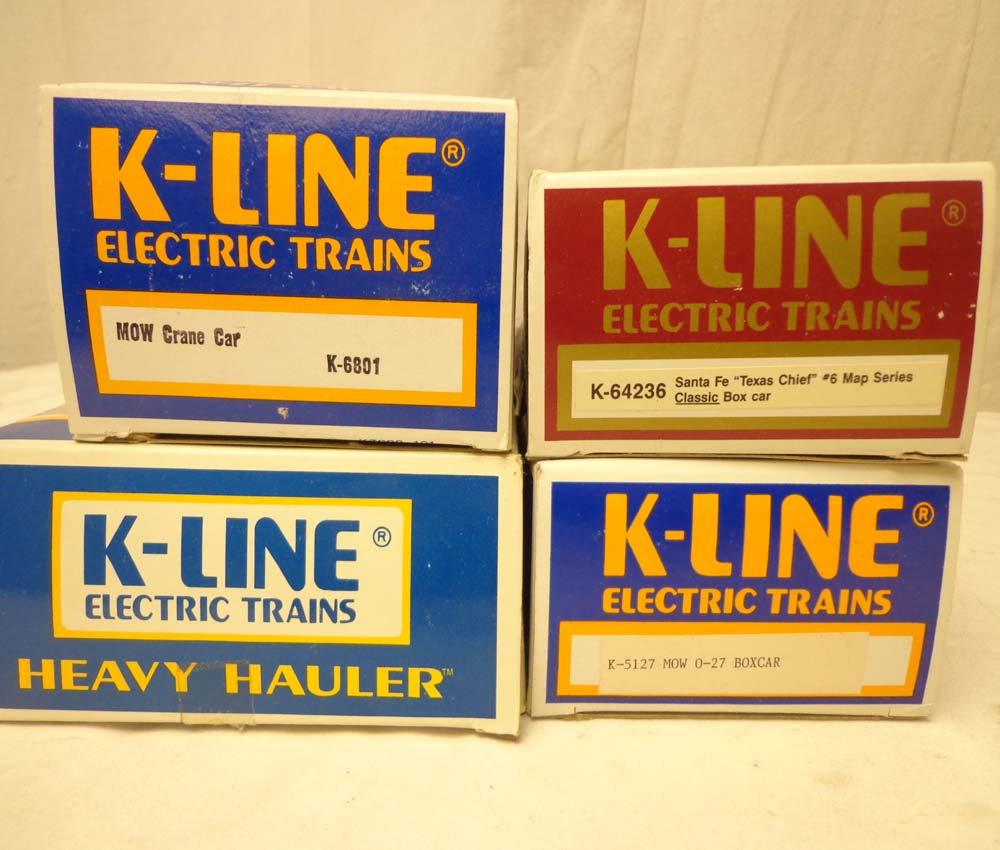 K-LINE®
ELECTRIC TRAINS
MOW Crane Car
K-6801
K-LINE®
ELECTRIC TRAINS
K-64236 Santa Fe "Texas Chief" #6 Map Series
Classic Box car
K-LINE®
ELECTRIC TRAINS
HEAVY HAULER™
K-LINE®
ELECTRIC TRAINS
K-5127 MOW O-27 BOXCAR